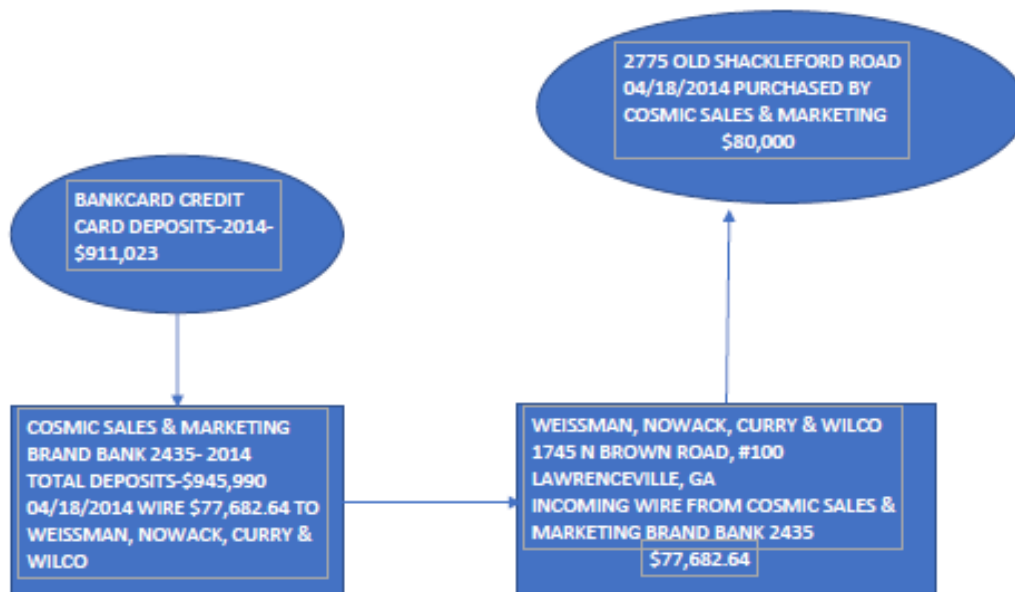 2775 OLD SHACKLEFORD ROAD
04/18/2014 PURCHASED BY
COSMIC SALES & MARKETING
$80,000
BANKCARD CREDIT
CARD DEPOSITS-2014-
$911,023
COSMIC SALES & MARKETING
BRAND BANK 2435- 2014
TOTAL DEPOSITS-$945,990
04/18/2014 WIRE $77,682.64 TO
WEISSMAN, NOWACK, CURRY &
WILCO
WEISSMAN, NOWACK, CURRY & WILCO
1745 N BROWN ROAD, #100
LAWRENCEVILLE, GA
INCOMING WIRE FROM COSMIC SALES &
MARKETING BRAND BANK 2435
$77,682.64